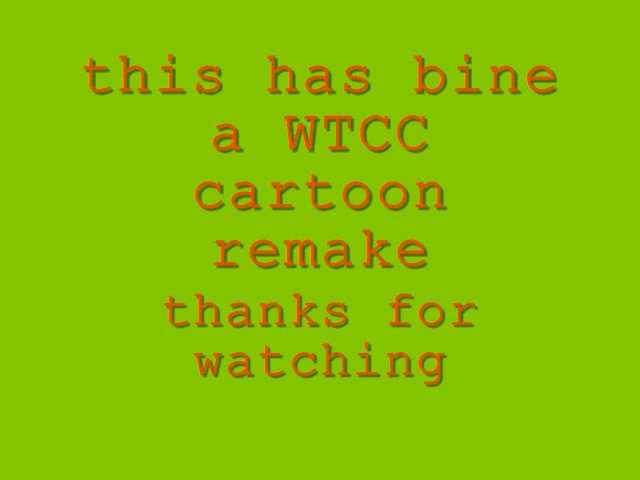 this has bine
a WTCC
cartoon
remake
thanks for
watching